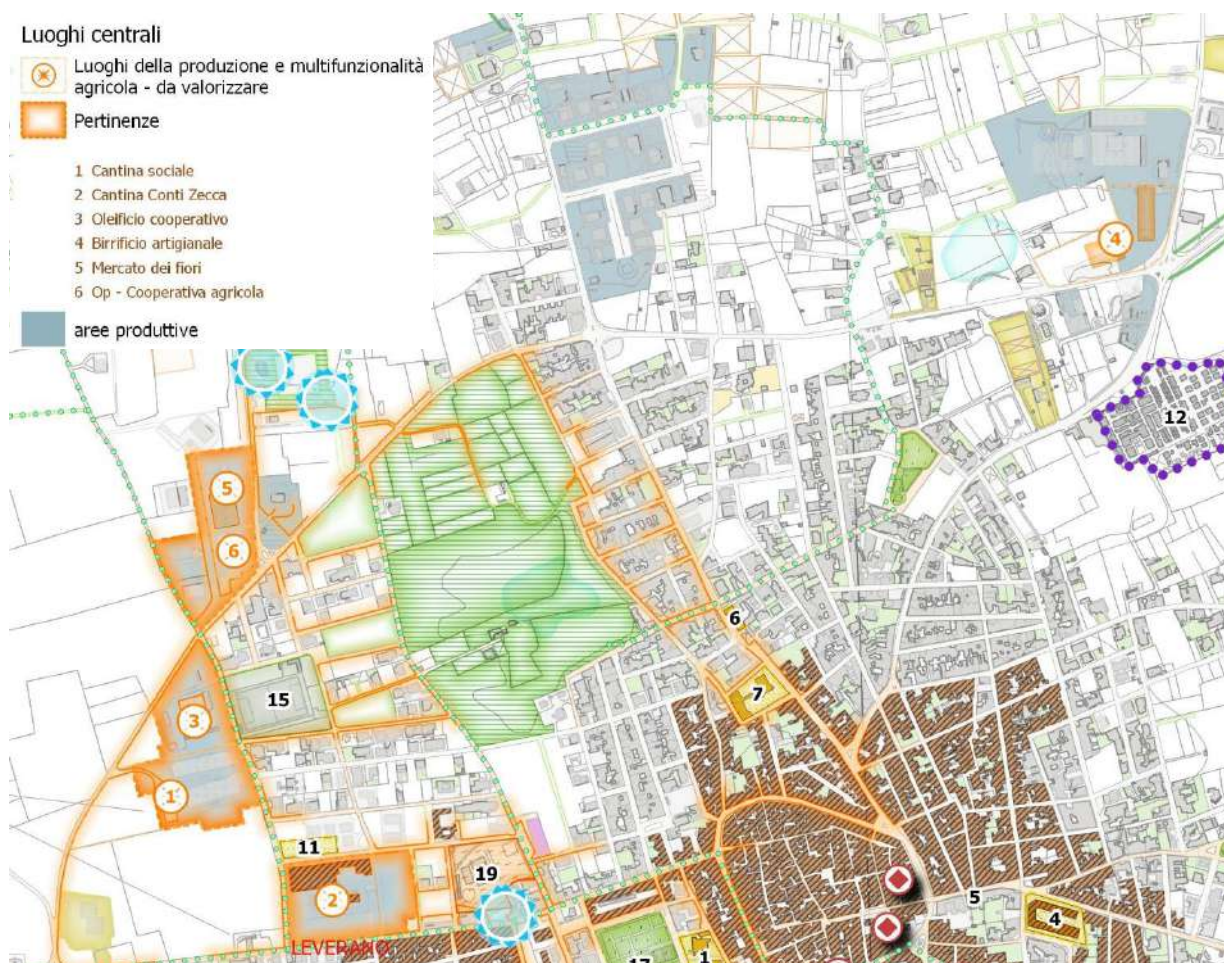 Luoghi centrali
Luoghi della produzione e multifunzionalità
agricola - da valorizzare
Pertinenze
1 Cantina sociale
2 Cantina Conti Zecca
3 Oleificio cooperativo
4 Birrificio artigianale
5 Mercato dei fiori
6 Op - Cooperativa agricola
aree produttive
4
12
5
6
6
7
15
3
1
11
19
2
5
4
LEVERANO
17
1